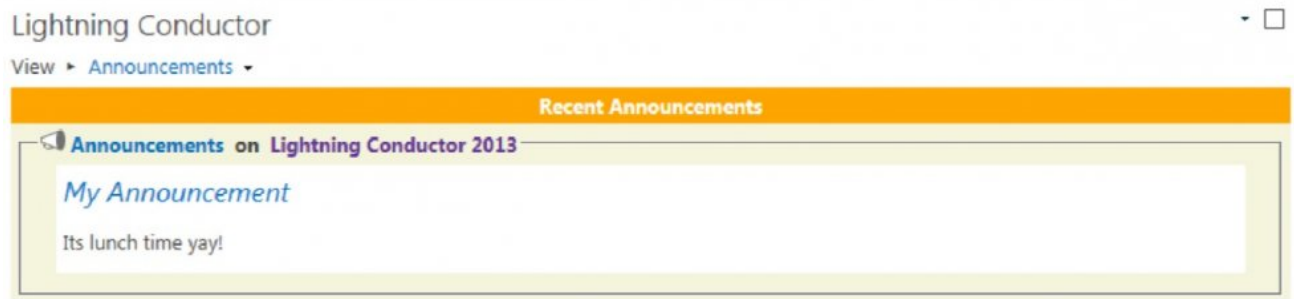 Lightning Conductor
View ▸ Announcements ▾
Recent Announcements
Announcements on Lightning Conductor 2013
My Announcement
Its lunch time yay!